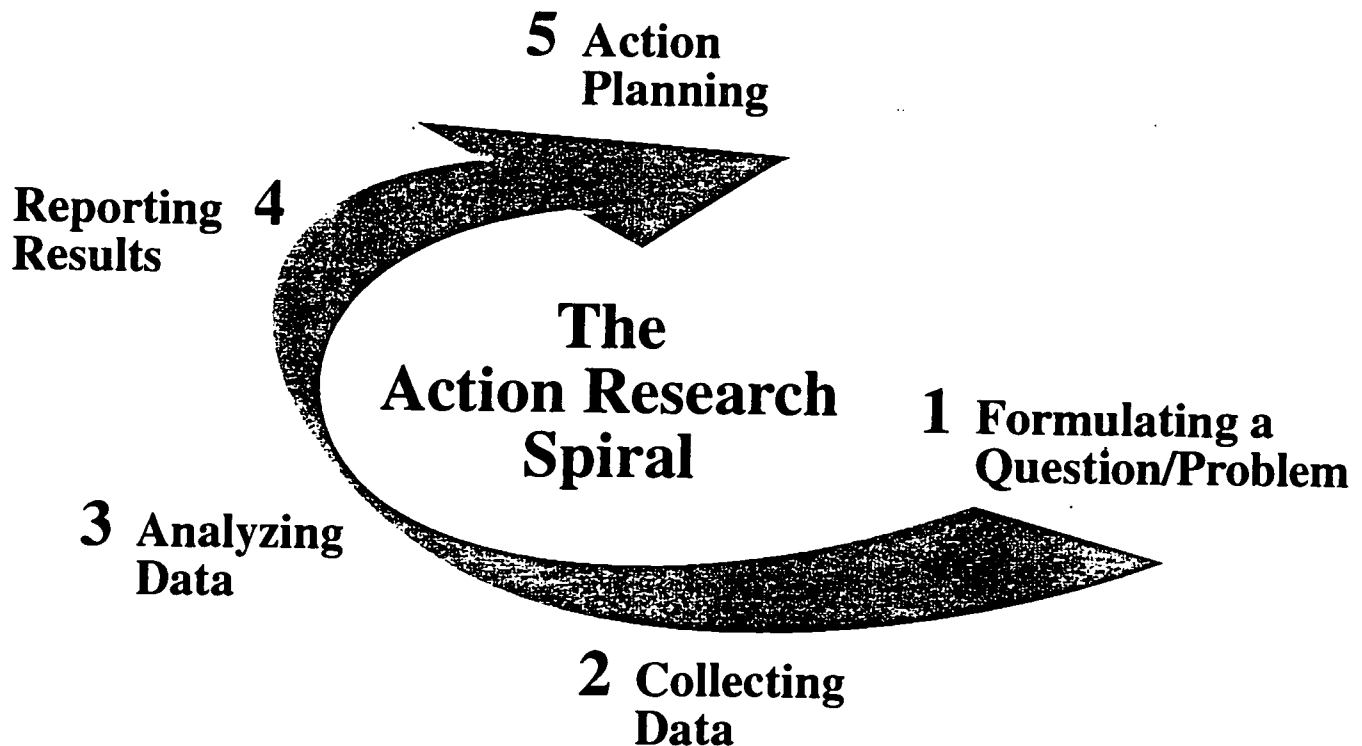 5 Action
Planning
Reporting 4
Results
The
Action Research
Spiral
1 Formulating a
Question/Problem
3 Analyzing
Data
2 Collecting
Data